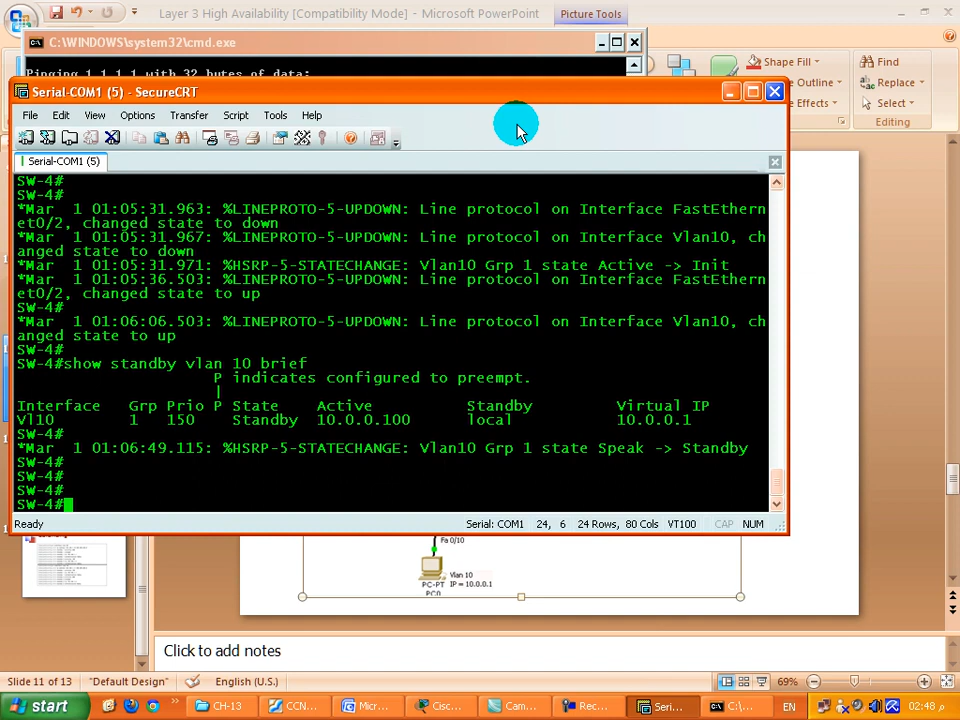 Layer 3 High Availability [Compatibility Mode] - Microsoft PowerPoint
Picture Tools
C:\WINDOWS\system32\cmd.exe
Pinging 1.1.1.1 with 32 bytes of data:
Shape Fill
Outline
Effects
Find
Replace
Select
Editing
Serial-COM1 (5) - SecureCRT
File Edit View Options Transfer Script Tools Help
Serial-COM1 (5)
SW-4#
SW-4#
*Mar  1 01:05:31.963: %LINEPROTO-5-UPDOWN: Line protocol on Interface FastEthern
et0/2, changed state to down
*Mar  1 01:05:31.967: %LINEPROTO-5-UPDOWN: Line protocol on Interface Vlan10, ch
anged state to down
*Mar  1 01:05:31.971: %HSRP-5-STATECHANGE: Vlan10 Grp 1 state Active -> Init
*Mar  1 01:05:36.503: %LINEPROTO-5-UPDOWN: Line protocol on Interface FastEthern
et0/2, changed state to up
SW-4#
*Mar  1 01:06:06.503: %LINEPROTO-5-UPDOWN: Line protocol on Interface Vlan10, ch
anged state to up
SW-4#
SW-4#show standby vlan 10 brief
P indicates configured to preempt.
|
Interface   Grp Prio P State    Active          Standby         Virtual IP
Vl10        1   150    Standby  10.0.0.100      local           10.0.0.1
SW-4#
*Mar  1 01:06:49.115: %HSRP-5-STATECHANGE: Vlan10 Grp 1 state Speak -> Standby
SW-4#
SW-4#
SW-4#
SW-4#
Ready
Serial: COM1 24, 6 24 Rows, 80 Cols VT100 CAP NUM
Fa 0/10
Vlan 10
PC-PT IP = 10.0.0.1
PC0
Click to add notes
Slide 11 of 13 "Default Design" English (U.S.) 69%
start CH-13 CCN... Micr... Cisc... Cam... Rec... Seri... C:\... EN 02:48 م